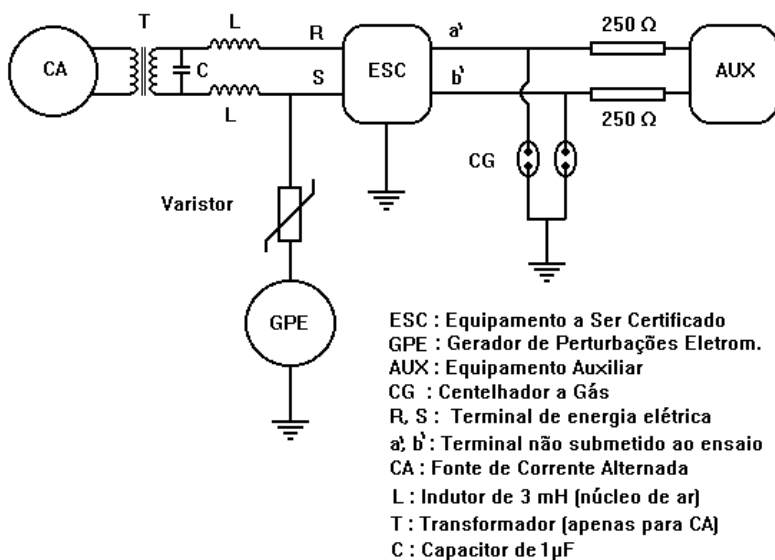 T
L
R
a'
250 Ω
CA
C
ESC
AUX
S
b'
L
250 Ω
CG
Varistor
GPE
ESC : Equipamento a Ser Certificado
GPE : Gerador de Perturbações Eletrom.
AUX : Equipamento Auxiliar
CG : Centelhador a Gás
R, S : Terminal de energia elétrica
a', b' : Terminal não submetido ao ensaio
CA : Fonte de Corrente Alternada
L : Indutor de 3 mH (núcleo de ar)
T : Transformador (apenas para CA)
C : Capacitor de 1µF